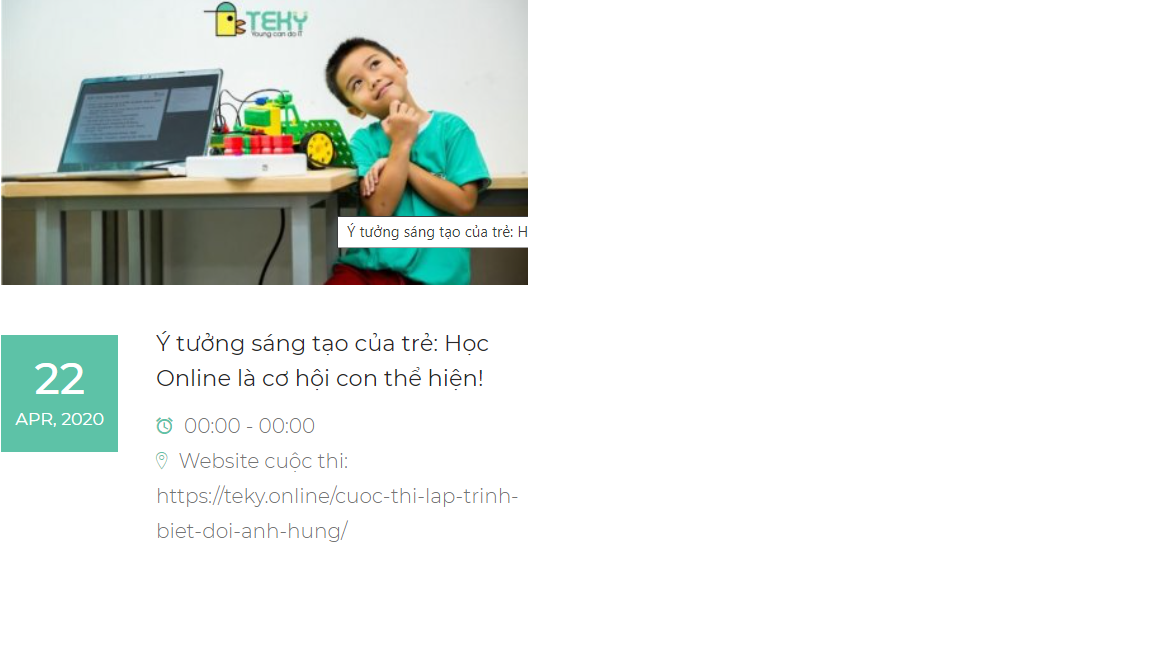 TEKY
Young can do IT
Ý tưởng sáng tạo của trẻ: H
22
APR, 2020
Ý tưởng sáng tạo của trẻ: Học
Online là cơ hội con thể hiện!
00:00 - 00:00
Website cuộc thi:
https://teky.online/cuoc-thi-lap-trinh-
biet-doi-anh-hung/